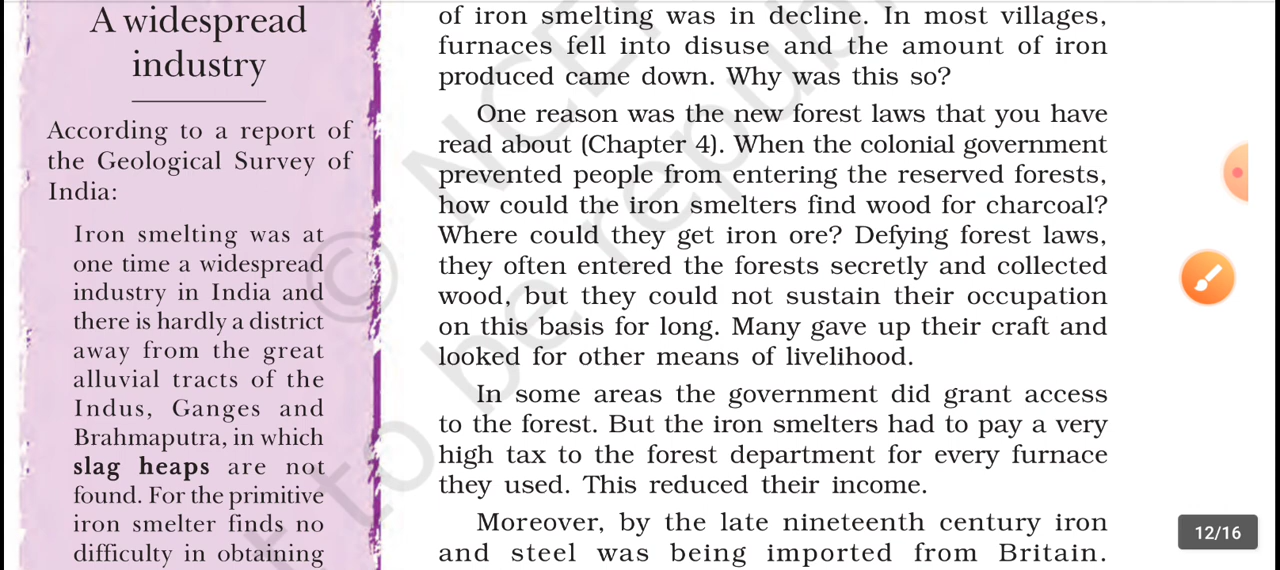 A widespread
industry
According to a report of
the Geological Survey of
India:
Iron smelting was at
one time a widespread
industry in India and
there is hardly a district
away from the great
alluvial tracts of the
Indus, Ganges and
Brahmaputra, in which
slag heaps are not
found. For the primitive
iron smelter finds no
difficulty in obtaining
of iron smelting was in decline. In most villages,
furnaces fell into disuse and the amount of iron
produced came down. Why was this so?
One reason was the new forest laws that you have
read about (Chapter 4). When the colonial government
prevented people from entering the reserved forests,
how could the iron smelters find wood for charcoal?
Where could they get iron ore? Defying forest laws,
they often entered the forests secretly and collected
wood, but they could not sustain their occupation
on this basis for long. Many gave up their craft and
looked for other means of livelihood.
In some areas the government did grant access
to the forest. But the iron smelters had to pay a very
high tax to the forest department for every furnace
they used. This reduced their income.
Moreover, by the late nineteenth century iron
and steel was being imported from Britain.
12/16